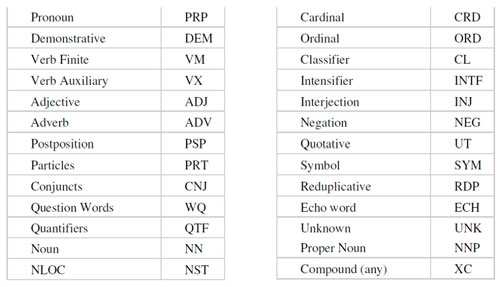 Pronoun PRP
Demonstrative DEM
Verb Finite VM
Verb Auxiliary VX
Adjective ADJ
Adverb ADV
Postposition PSP
Particles PRT
Conjuncts CNJ
Question Words WQ
Quantifiers QTF
Noun NN
NLOC NST
Cardinal CRD
Ordinal ORD
Classifier CL
Intensifier INTF
Interjection INJ
Negation NEG
Quotative UT
Symbol SYM
Reduplicative RDP
Echo word ECH
Unknown UNK
Proper Noun NNP
Compound (any) XC